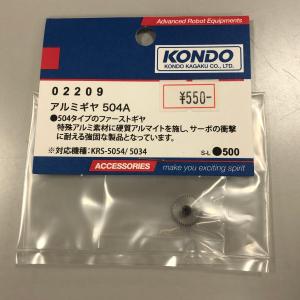 Advanced Robot Equipments
KONDO
KONDO KAGAKU CO., LTD.
02209
¥550-
アルミギヤ 504A
●504タイプのファーストギヤ
特殊アルミ素材に硬質アルマイトを施し、サーボの衝撃
に耐える強固な製品となっています。
※対応機種：KRS-5054/ 5034
S-L ●500
ACCESSORIES
make you exciting spirit